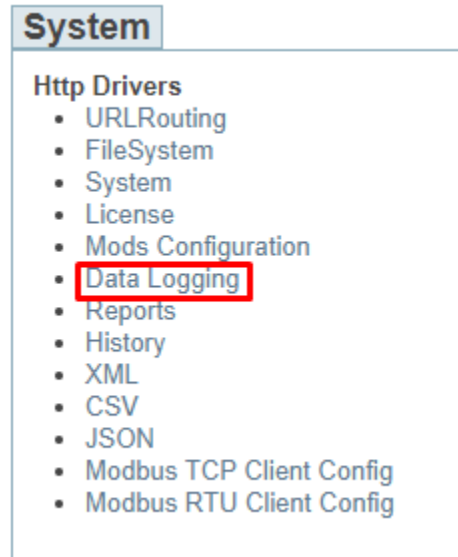 System
Http Drivers
URLRouting
FileSystem
System
License
Mods Configuration
Data Logging
Reports
History
XML
CSV
JSON
Modbus TCP Client Config
Modbus RTU Client Config